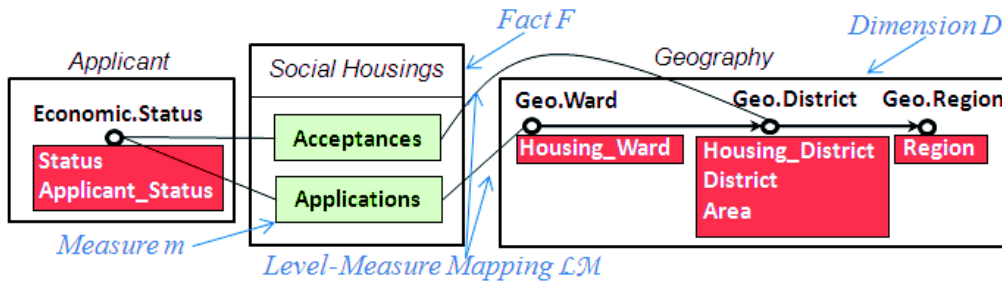 Fact F
Dimension D
Applicant
Social Housings
Geography
Economic.Status
Status
Applicant_Status
Acceptances
Applications
Geo.Ward
Geo.District
Geo.Region
Housing_Ward
Housing_District
District
Area
Region
Measure m
Level-Measure Mapping ℒℳ